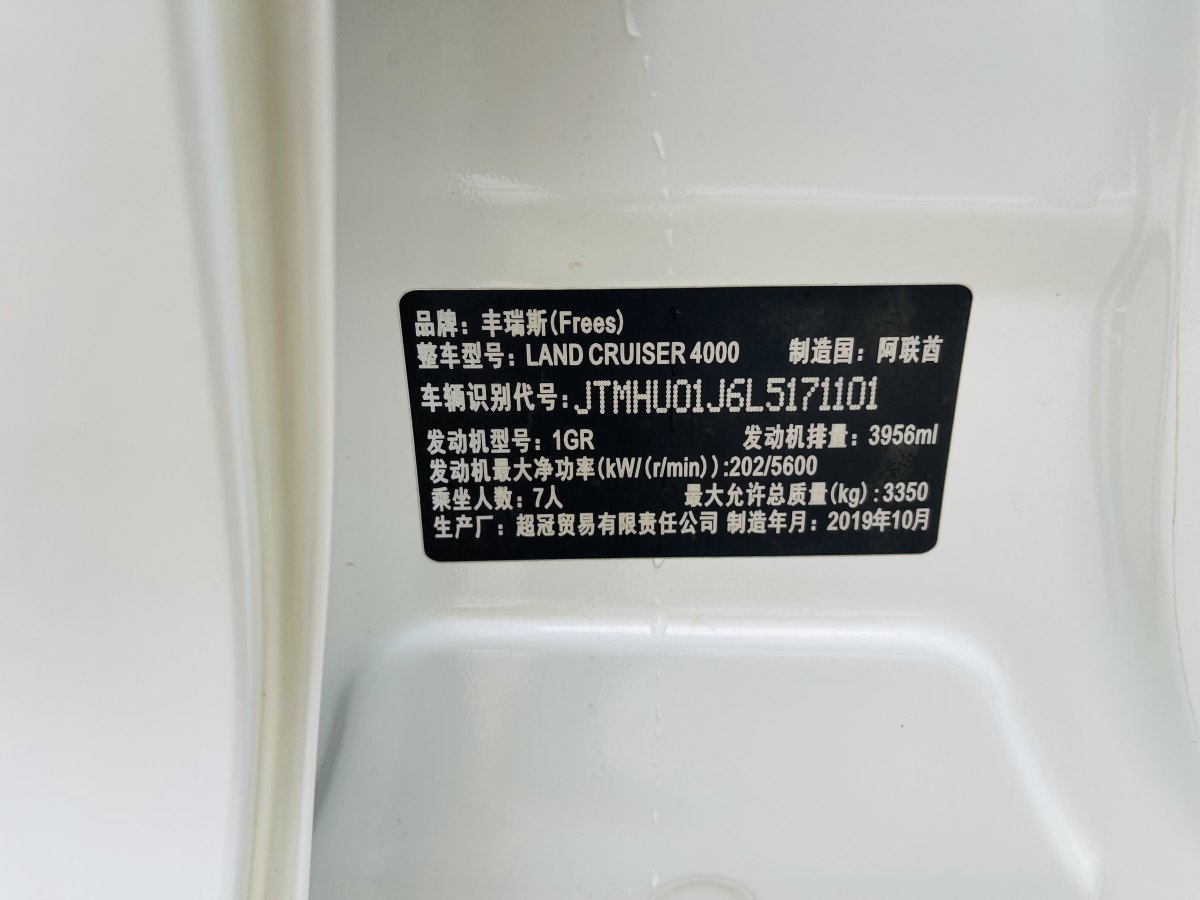 品牌：丰瑞斯(Frees)
整车型号：LAND CRUISER 4000 制造国：阿联酋
车辆识别代号：JTMHU01J6L5171101
发动机型号：1GR 发动机排量：3956ml
发动机最大净功率(kW/(r/min)):202/5600
乘坐人数：7人 最大允许总质量(kg):3350
生产厂：超冠贸易有限责任公司 制造年月：2019年10月